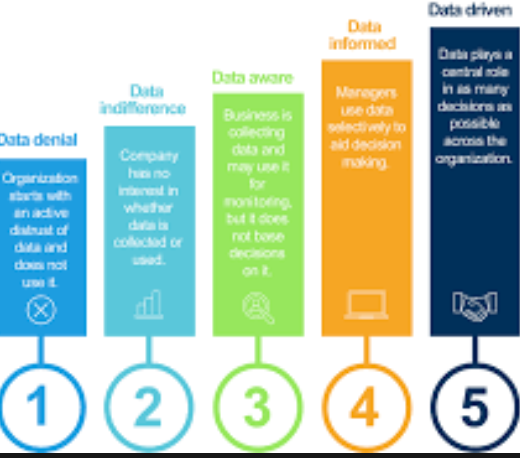 Data denial
Organization
starts with
an active
distrust of
data and
does not
use it.
1
Data
indifference
Company
has no
interest in
whether
data is
collected or
used.
2
Data aware
Business is
collecting
data and
may use it
for
monitoring,
but it does
not base
decisions
on it.
3
Data
informed
Managers
use data
selectively to
aid decision
making.
4
Data driven
Data plays a
central role
in as many
decisions as
possible
across the
organization.
5